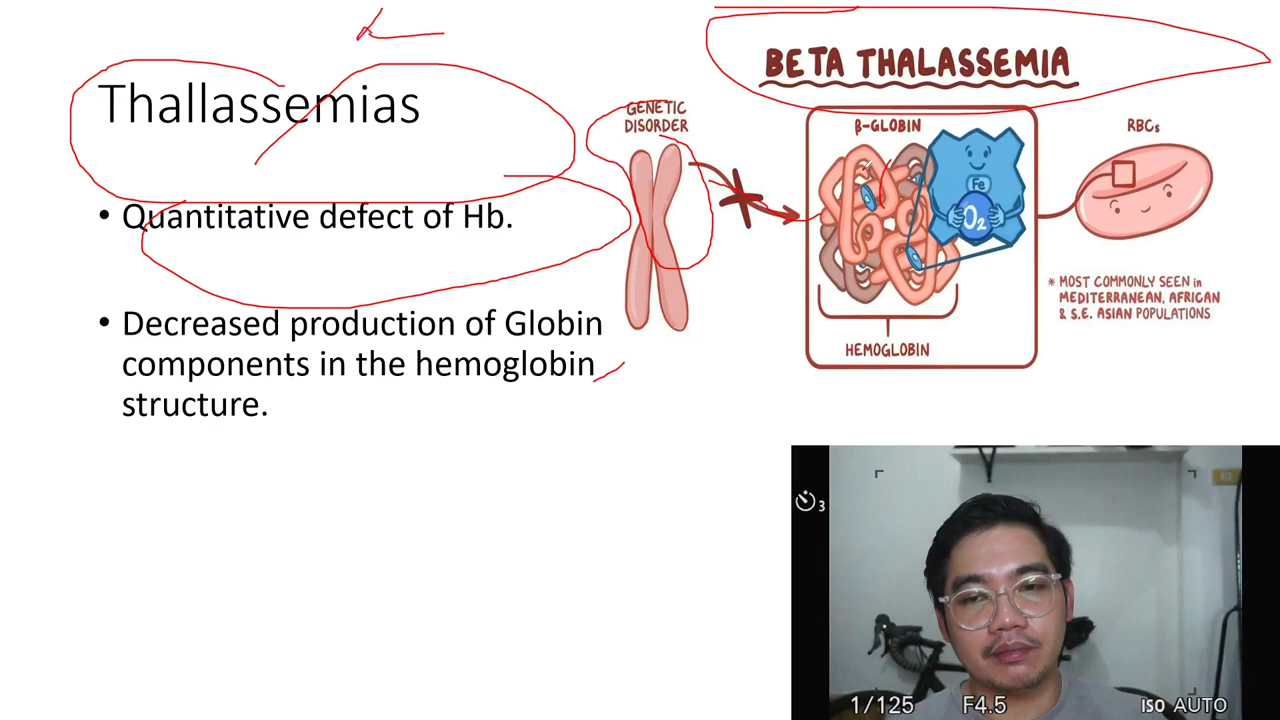 Thallassemias
• Quantitative defect of Hb.
• Decreased production of Globin
components in the hemoglobin
structure.
BETA THALASSEMIA
GENETIC
DISORDER
β-GLOBIN
Fe
O₂
HEMOGLOBIN
RBCs
* MOST COMMONLY SEEN in
MEDITERRANEAN, AFRICAN
& S.E. ASIAN POPULATIONS
3
1/125 F4.5 ISO AUTO